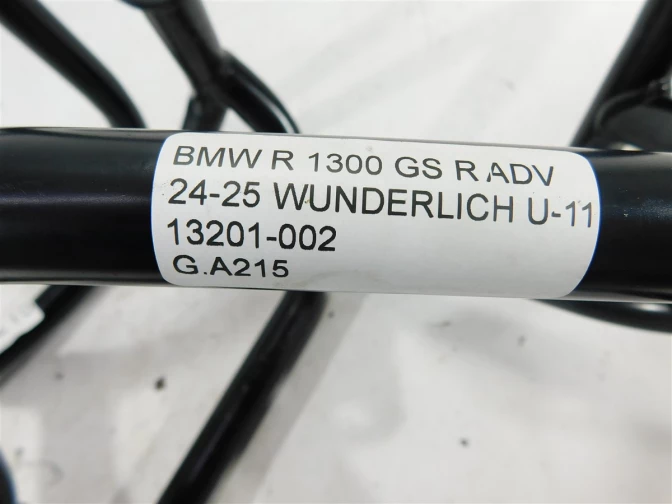 BMW R 1300 GS R ADV
24-25 WUNDERLICH U-11
13201-002
G.A215